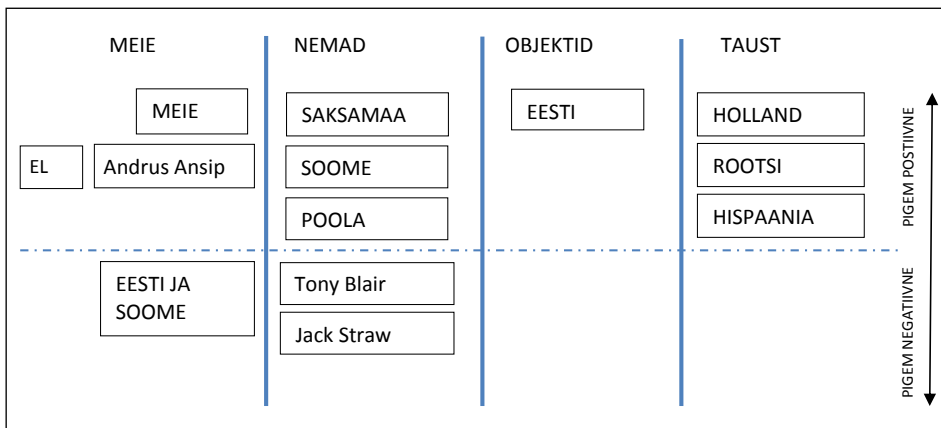 MEIE
NEMAD
OBJEKTID
TAUST
MEIE
SAKSAMAA
EESTI
HOLLAND
EL
Andrus Ansip
SOOME
ROOTSI
POOLA
HISPAANIA
PIGEM POSTIIVNE
EESTI JA
SOOME
Tony Blair
Jack Straw
PIGEM NEGATIIVNE